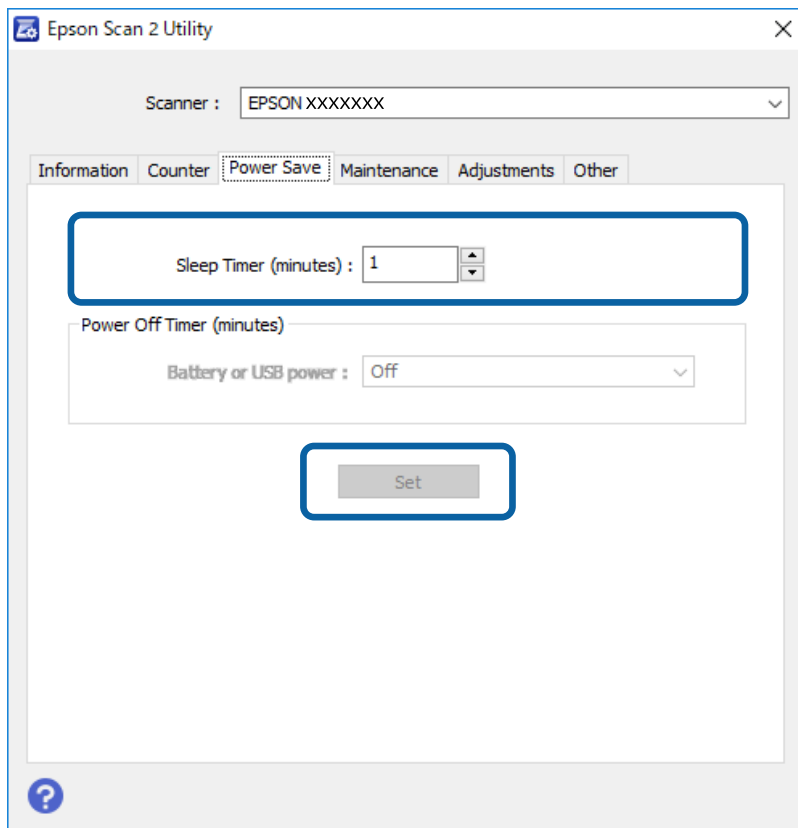 Epson Scan 2 Utility
Scanner : EPSON XXXXXXX
Information Counter Power Save Maintenance Adjustments Other
Sleep Timer (minutes) : 1
Power Off Timer (minutes)
Battery or USB power : Off
Set
?